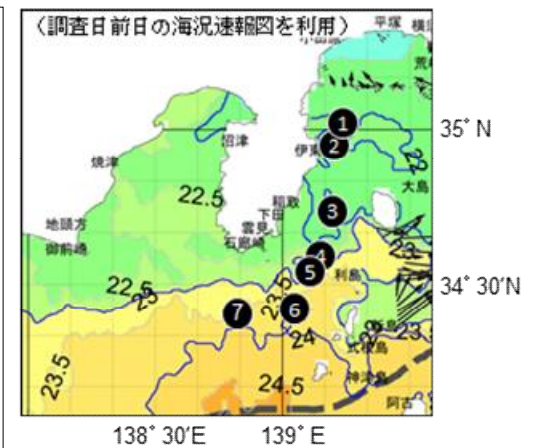 （調査日前日の海況速報図を利用）
平塚
1
35° N
沼津
2
伊東
焼津
22.5
大島
3
稲取
下田
地頭方
雲見
石廊崎
御前崎
4
23
5
利島
34° 30′N
22.5
23
23.5
7
6
24
式根島
23.5
24.5
神津島
阿古
138° 30′E
139° E